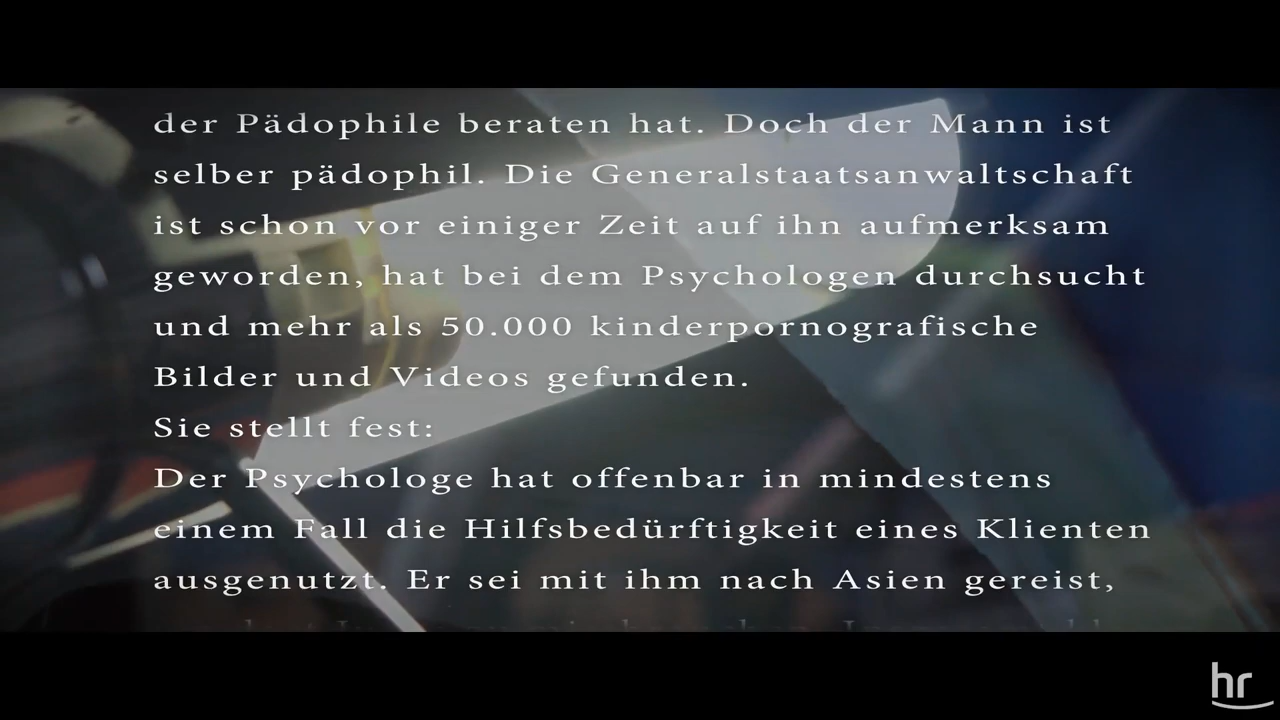 der Pädophile beraten hat. Doch der Mann ist
selber pädophil. Die Generalstaatsanwaltschaft
ist schon vor einiger Zeit auf ihn aufmerksam
geworden, hat bei dem Psychologen durchsucht
und mehr als 50.000 kinderpornografische
Bilder und Videos gefunden.
Sie stellt fest:
Der Psychologe hat offenbar in mindestens
einem Fall die Hilfsbedürftigkeit eines Klienten
ausgenutzt. Er sei mit ihm nach Asien gereist,
hr